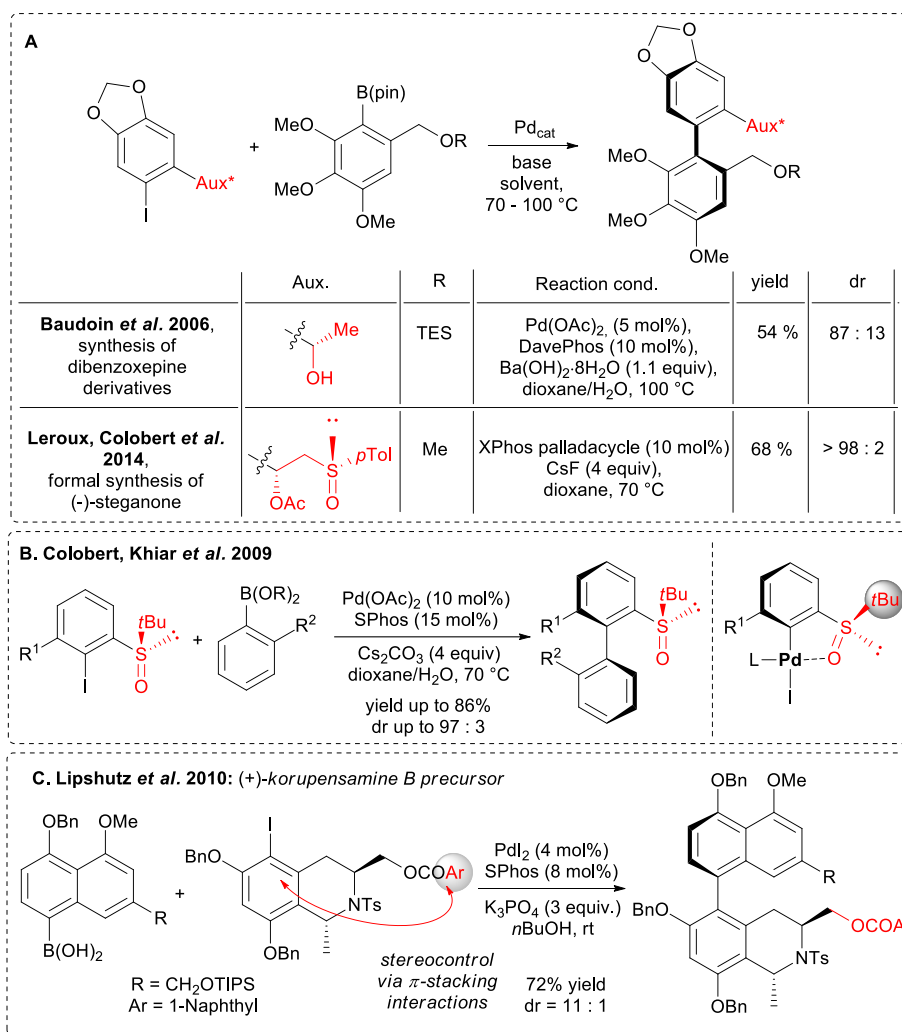 A
O
O
Aux*
I
+
B(pin)
MeO
OR
MeO
OMe
Pd_cat
base
solvent,
70 - 100 °C
O
O
Aux*
MeO
OR
MeO
OMe
Aux.
R
Reaction cond.
yield
dr
Baudoin et al. 2006,
synthesis of
dibenzoxepine
derivatives
Me
OH
TES
Pd(OAc)2, (5 mol%),
DavePhos (10 mol%),
Ba(OH)2·8H2O (1.1 equiv),
dioxane/H2O, 100 °C
54 %
87 : 13
Leroux, Colobert et al.
2014,
formal synthesis of
(-)-steganone
S
pTol
OAc
O
Me
XPhos palladacycle (10 mol%)
CsF (4 equiv),
dioxane, 70 °C
68 %
> 98 : 2
B. Colobert, Khiar et al. 2009
R1
I
tBu
S
O
+
B(OR)2
R2
Pd(OAc)2 (10 mol%)
SPhos (15 mol%)
Cs2CO3 (4 equiv)
dioxane/H2O, 70 °C
yield up to 86%
dr up to 97 : 3
R1
tBu
S
O
R2
R1
tBu
S
O
L
Pd
I
C. Lipshutz et al. 2010: (+)-korupensamine B precursor
OBn
OMe
R
B(OH)2
R = CH2OTIPS
Ar = 1-Naphthyl
+
I
BnO
OCOAr
NTs
OBn
stereocontrol
via π-stacking
interactions
PdI2 (4 mol%)
SPhos (8 mol%)
K3PO4 (3 equiv.)
nBuOH, rt
72% yield
dr = 11 : 1
OBn
OMe
R
BnO
OCOA
NTs
OBn